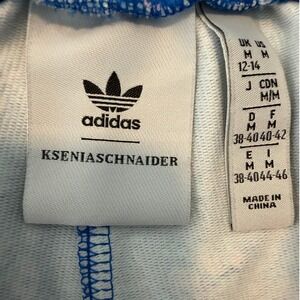 adidas
KSENIASCHNAIDER
UK US
M M
12-14
J CDN
M/M
D F
M M
38-40 40-42
E I
M M
38-40 44-46
MADE IN
CHINA